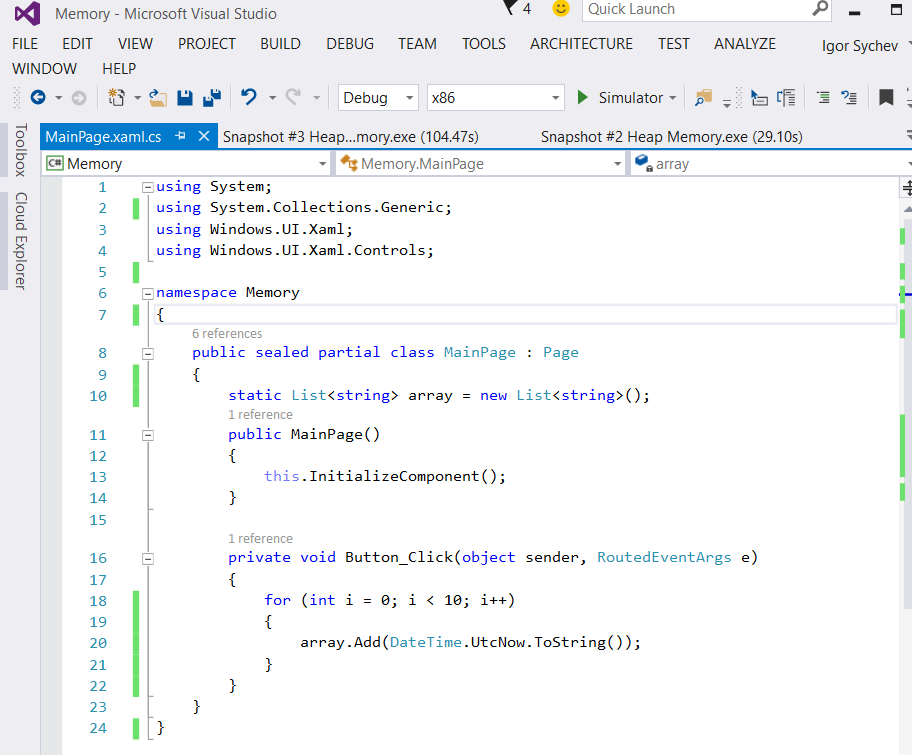 Memory - Microsoft Visual Studio
4
Quick Launch
FILE EDIT VIEW PROJECT BUILD DEBUG TEAM TOOLS ARCHITECTURE TEST ANALYZE Igor Sychev
WINDOW HELP
Debug x86 Simulator
Toolbox
Cloud Explorer
MainPage.xaml.cs Snapshot #3 Heap...mory.exe (104.47s) Snapshot #2 Heap Memory.exe (29.10s)
C# Memory Memory.MainPage array
1 using System;
2 using System.Collections.Generic;
3 using Windows.UI.Xaml;
4 using Windows.UI.Xaml.Controls;
5
6 namespace Memory
7 {
6 references
8 public sealed partial class MainPage : Page
9 {
10 static List<string> array = new List<string>();
1 reference
11 public MainPage()
12 {
13 this.InitializeComponent();
14 }
15
1 reference
16 private void Button_Click(object sender, RoutedEventArgs e)
17 {
18 for (int i = 0; i < 10; i++)
19 {
20 array.Add(DateTime.UtcNow.ToString());
21 }
22 }
23 }
24 }